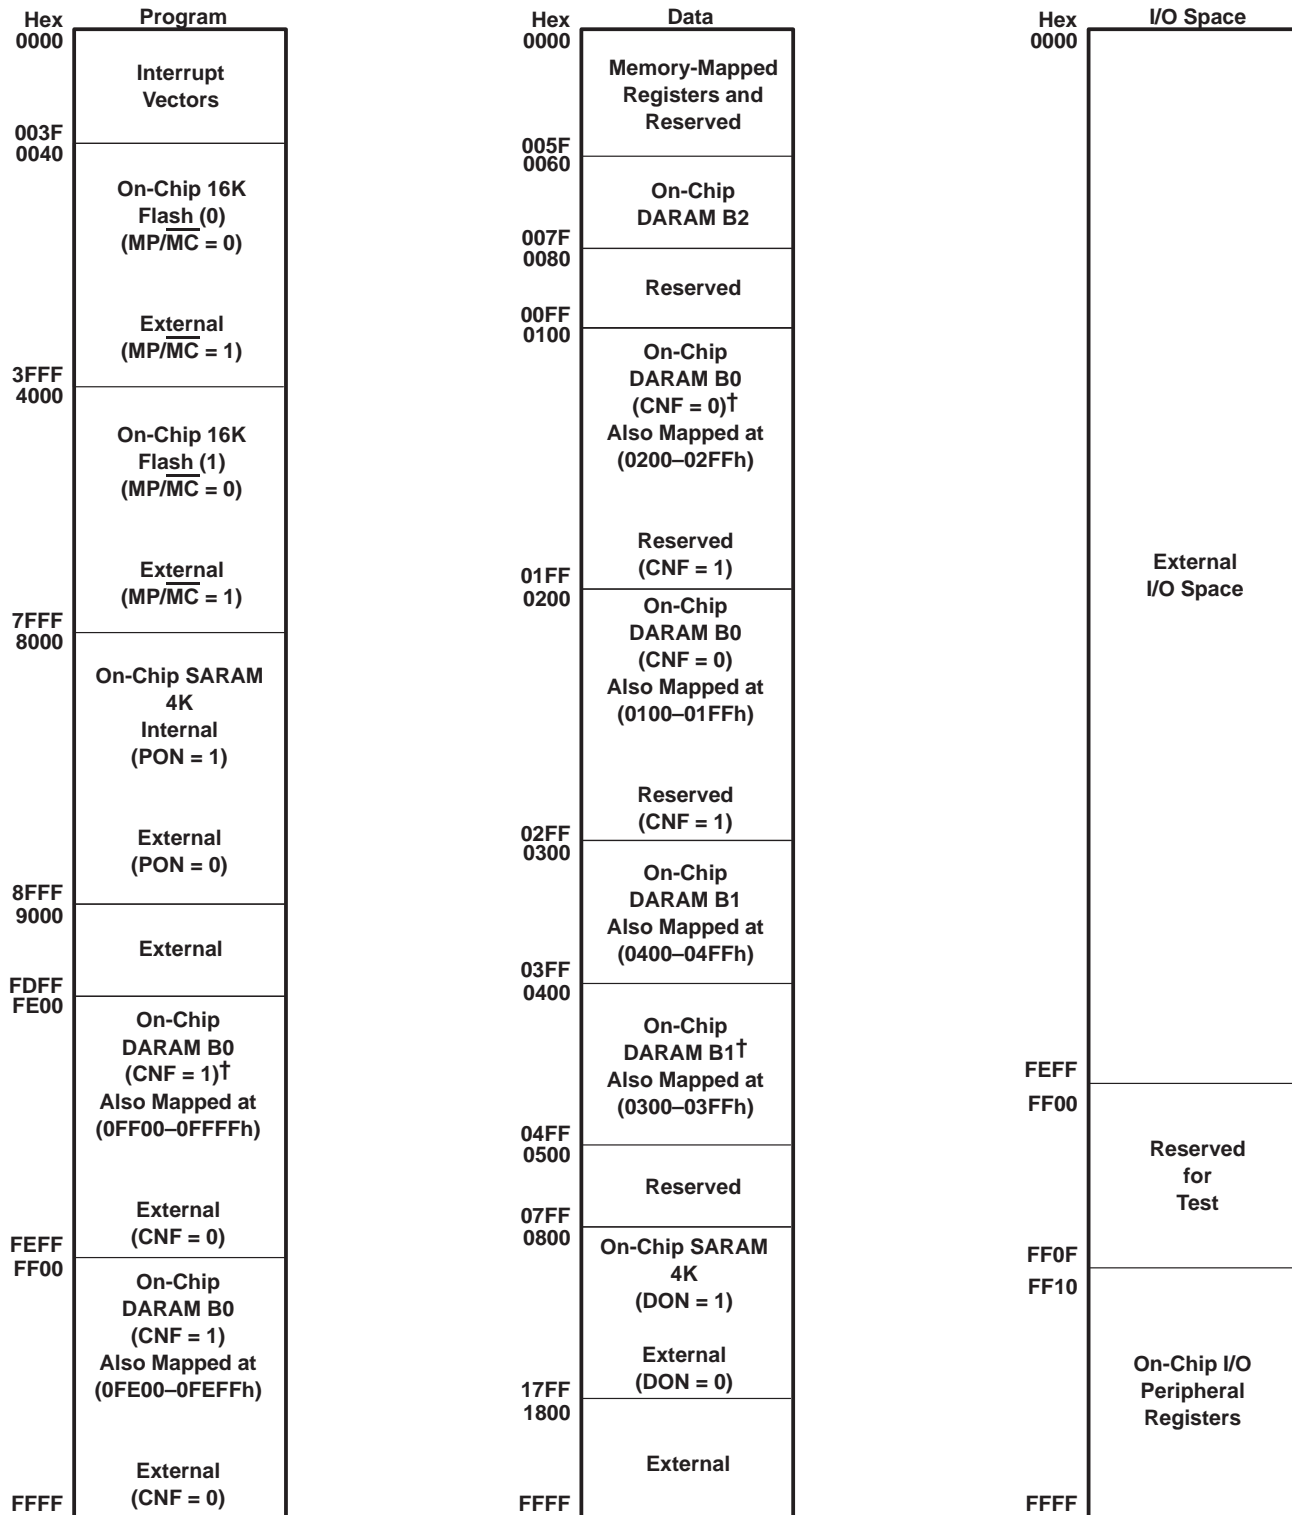 Program
Hex
0000
Interrupt
Vectors
003F
0040
On-Chip 16K
Flash (0)
(MP/MC = 0)
External
(MP/MC = 1)
3FFF
4000
On-Chip 16K
Flash (1)
(MP/MC = 0)
External
(MP/MC = 1)
7FFF
8000
On-Chip SARAM
4K
Internal
(PON = 1)
External
(PON = 0)
8FFF
9000
External
FDFF
FE00
On-Chip
DARAM B0
(CNF = 1)†
Also Mapped at
(0FF00–0FFFFh)
External
(CNF = 0)
FEFF
FF00
On-Chip
DARAM B0
(CNF = 1)
Also Mapped at
(0FE00–0FEFFh)
External
(CNF = 0)
FFFF
Data
Hex
0000
Memory-Mapped
Registers and
Reserved
005F
0060
On-Chip
DARAM B2
007F
0080
Reserved
00FF
0100
On-Chip
DARAM B0
(CNF = 0)†
Also Mapped at
(0200–02FFh)
Reserved
(CNF = 1)
01FF
0200
On-Chip
DARAM B0
(CNF = 0)
Also Mapped at
(0100–01FFh)
Reserved
(CNF = 1)
02FF
0300
On-Chip
DARAM B1
Also Mapped at
(0400–04FFh)
03FF
0400
On-Chip
DARAM B1†
Also Mapped at
(0300–03FFh)
04FF
0500
Reserved
07FF
0800
On-Chip SARAM
4K
(DON = 1)
External
(DON = 0)
17FF
1800
External
FFFF
I/O Space
Hex
0000
External
I/O Space
FEFF
FF00
Reserved
for
Test
FF0F
FF10
On-Chip I/O
Peripheral
Registers
FFFF